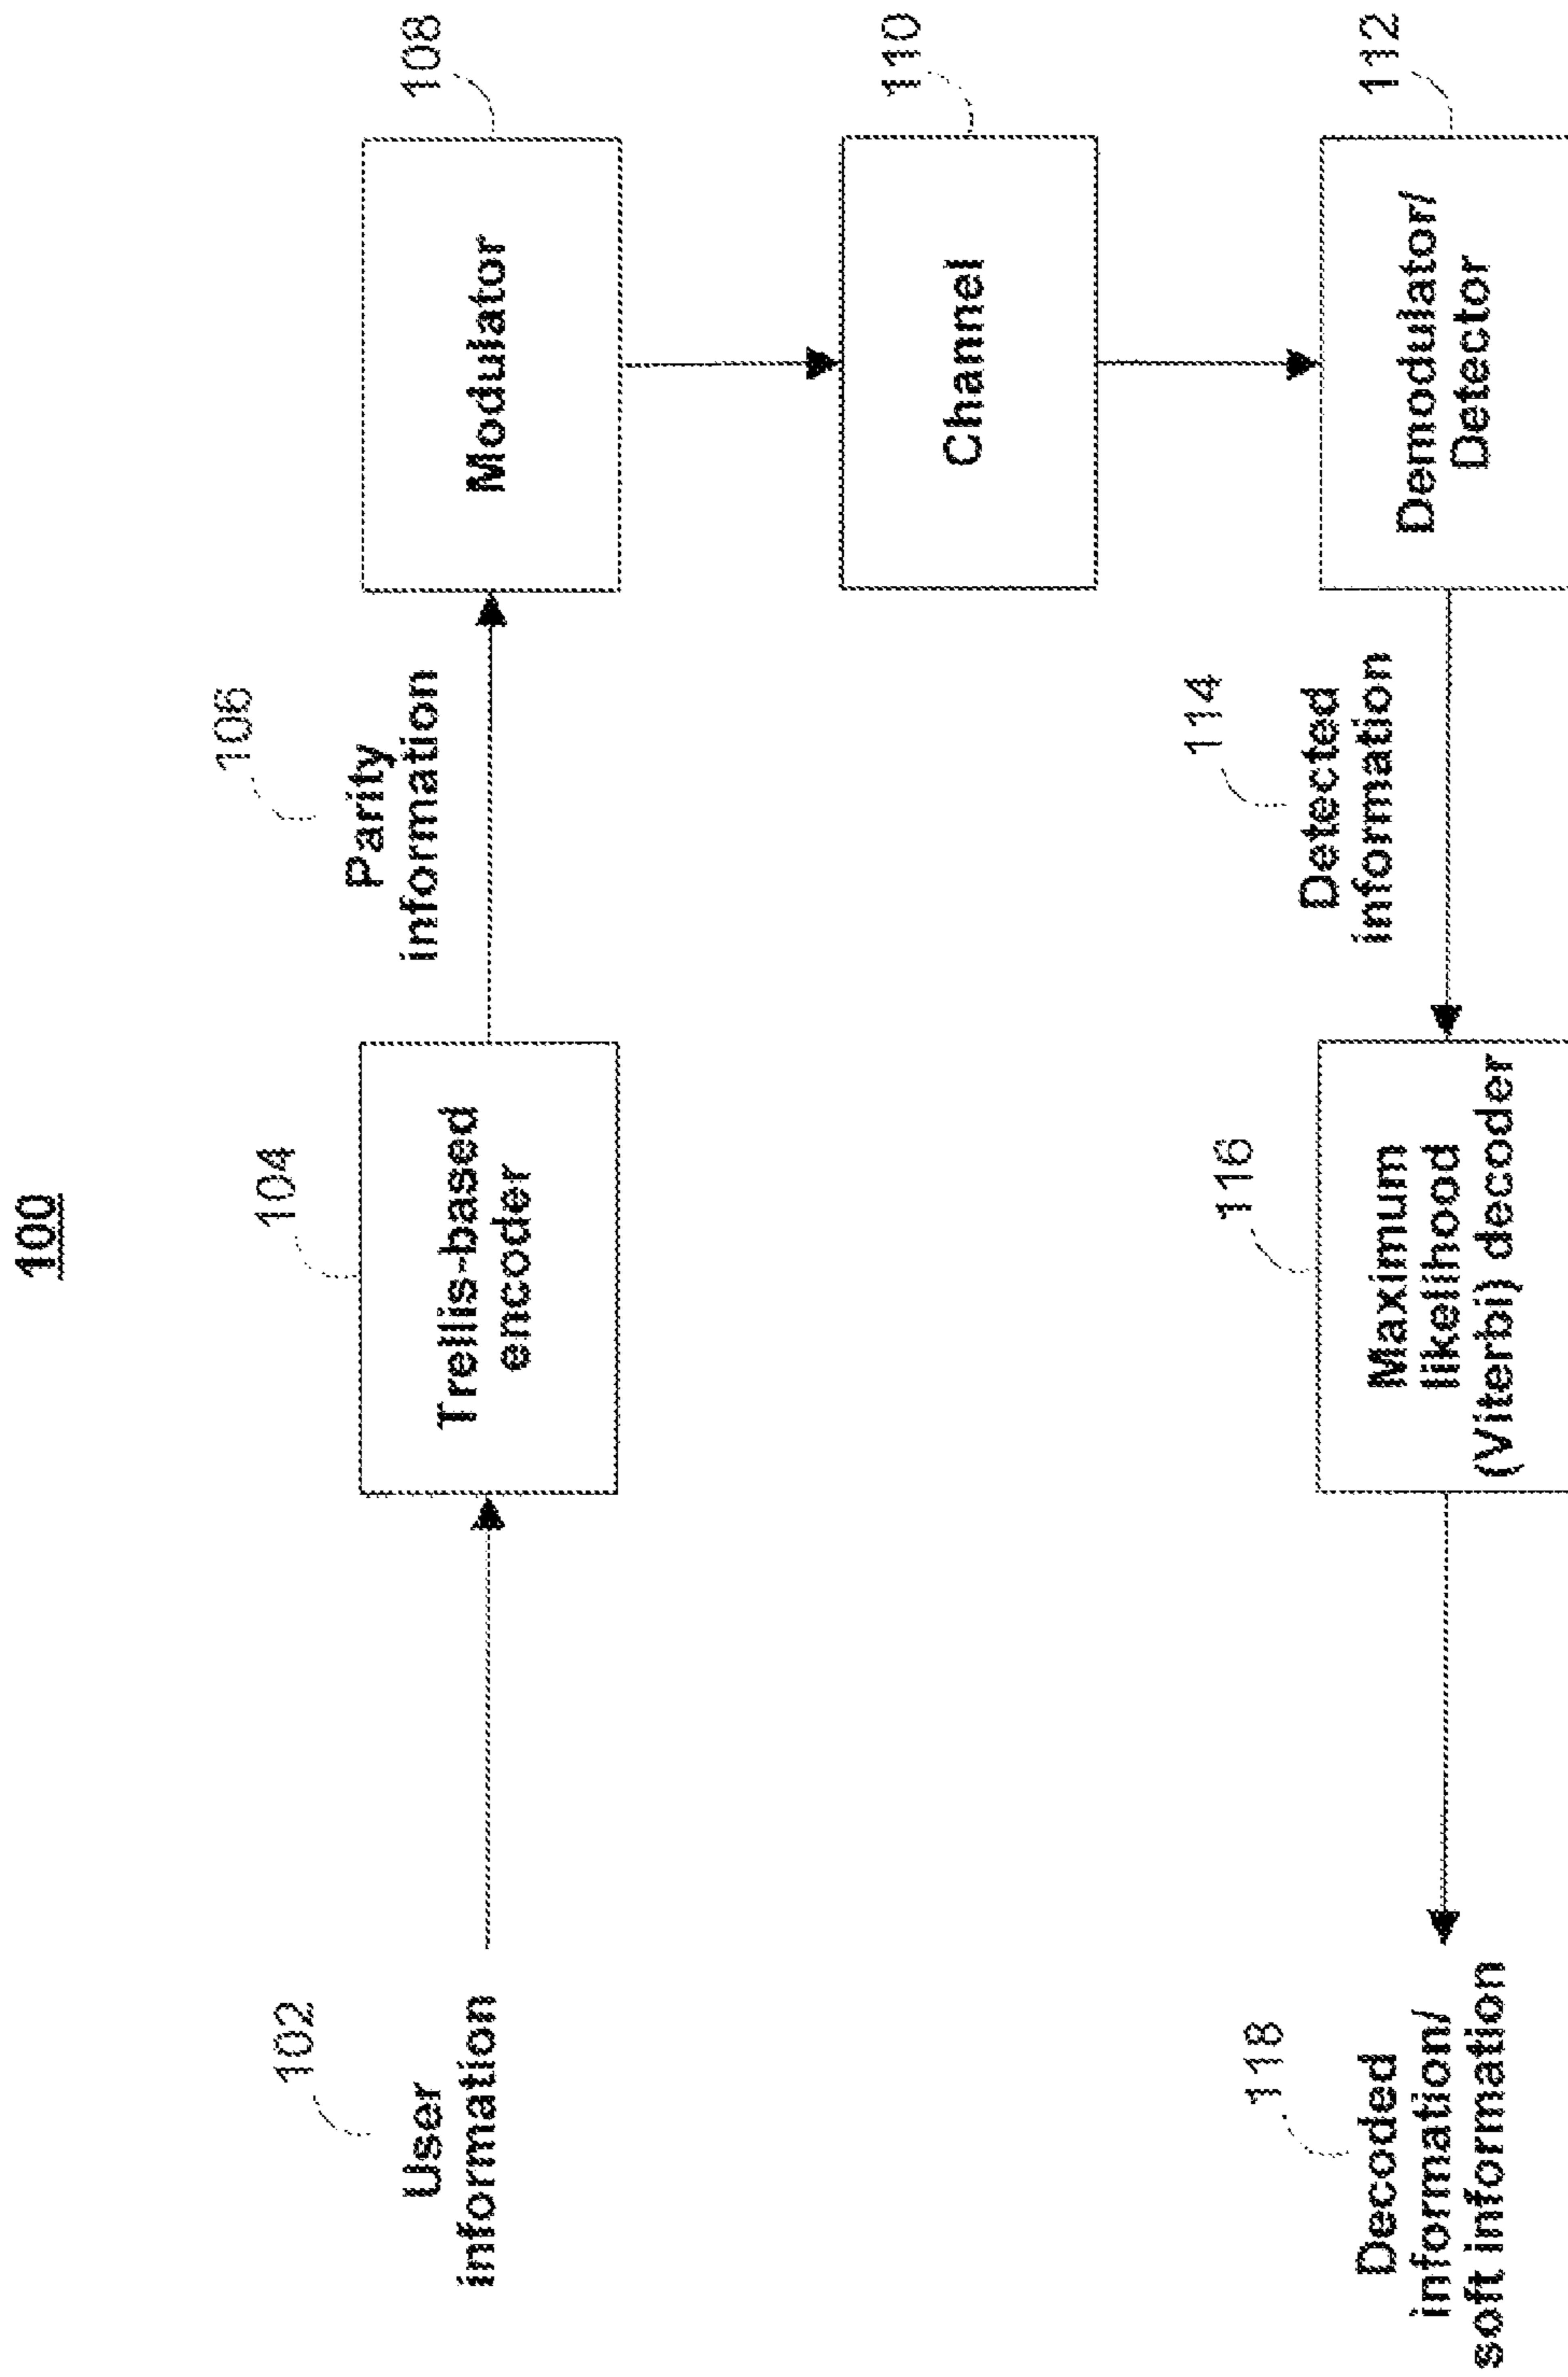 100
102
User
information
104
Trellis-based
encoder
106
Parity
information
108
Modulator
110
Channel
112
Demodulator/
Detector
114
Detected
information
116
Maximum
likelihood
(Viterbi) decoder
118
Decoded
information/
soft information